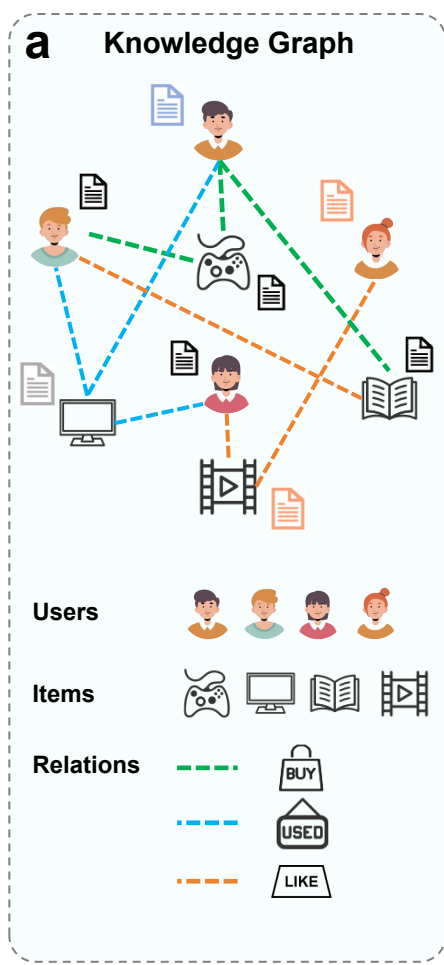 a Knowledge Graph
Users
Items
Relations
BUY
USED
LIKE